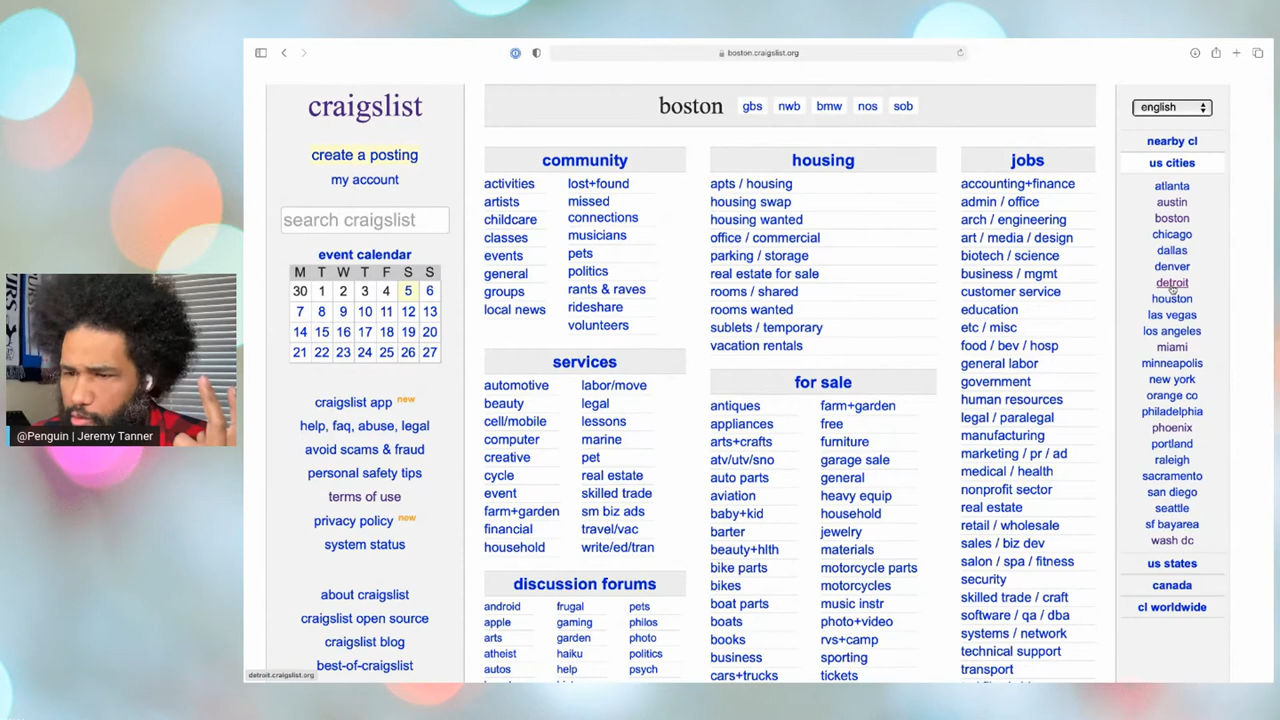 boston.craigslist.org
craigslist
create a posting
my account
search craigslist
event calendar
M T W T F S S
30 1 2 3 4 5 6
7 8 9 10 11 12 13
14 15 16 17 18 19 20
21 22 23 24 25 26 27
craigslist app new
help, faq, abuse, legal
avoid scams & fraud
personal safety tips
terms of use
privacy policy new
system status
about craigslist
craigslist open source
craigslist blog
best-of-craigslist
detroit.craigslist.org
boston gbs nwb bmw nos sob
community
activities
artists
childcare
classes
events
general
groups
local news
lost+found
missed
connections
musicians
pets
politics
rants & raves
rideshare
volunteers
services
automotive
beauty
cell/mobile
computer
creative
cycle
event
farm+garden
financial
household
labor/move
legal
lessons
marine
pet
real estate
skilled trade
sm biz ads
travel/vac
write/ed/tran
discussion forums
android
apple
arts
atheist
autos
frugal
gaming
garden
haiku
help
pets
philos
photo
politics
psych
housing
apts / housing
housing swap
housing wanted
office / commercial
parking / storage
real estate for sale
rooms / shared
rooms wanted
sublets / temporary
vacation rentals
for sale
antiques
appliances
arts+crafts
atv/utv/sno
auto parts
aviation
baby+kid
barter
beauty+hlth
bike parts
bikes
boat parts
boats
books
business
cars+trucks
farm+garden
free
furniture
garage sale
general
heavy equip
household
jewelry
materials
motorcycle parts
motorcycles
music instr
photo+video
rvs+camp
sporting
tickets
jobs
accounting+finance
admin / office
arch / engineering
art / media / design
biotech / science
business / mgmt
customer service
education
etc / misc
food / bev / hosp
general labor
government
human resources
legal / paralegal
manufacturing
marketing / pr / ad
medical / health
nonprofit sector
real estate
retail / wholesale
sales / biz dev
salon / spa / fitness
security
skilled trade / craft
software / qa / dba
systems / network
technical support
transport
english
nearby cl
us cities
atlanta
austin
boston
chicago
dallas
denver
detroit
houston
las vegas
los angeles
miami
minneapolis
new york
orange co
philadelphia
phoenix
portland
raleigh
sacramento
san diego
seattle
sf bayarea
wash dc
us states
canada
cl worldwide
@Penguin | Jeremy Tanner